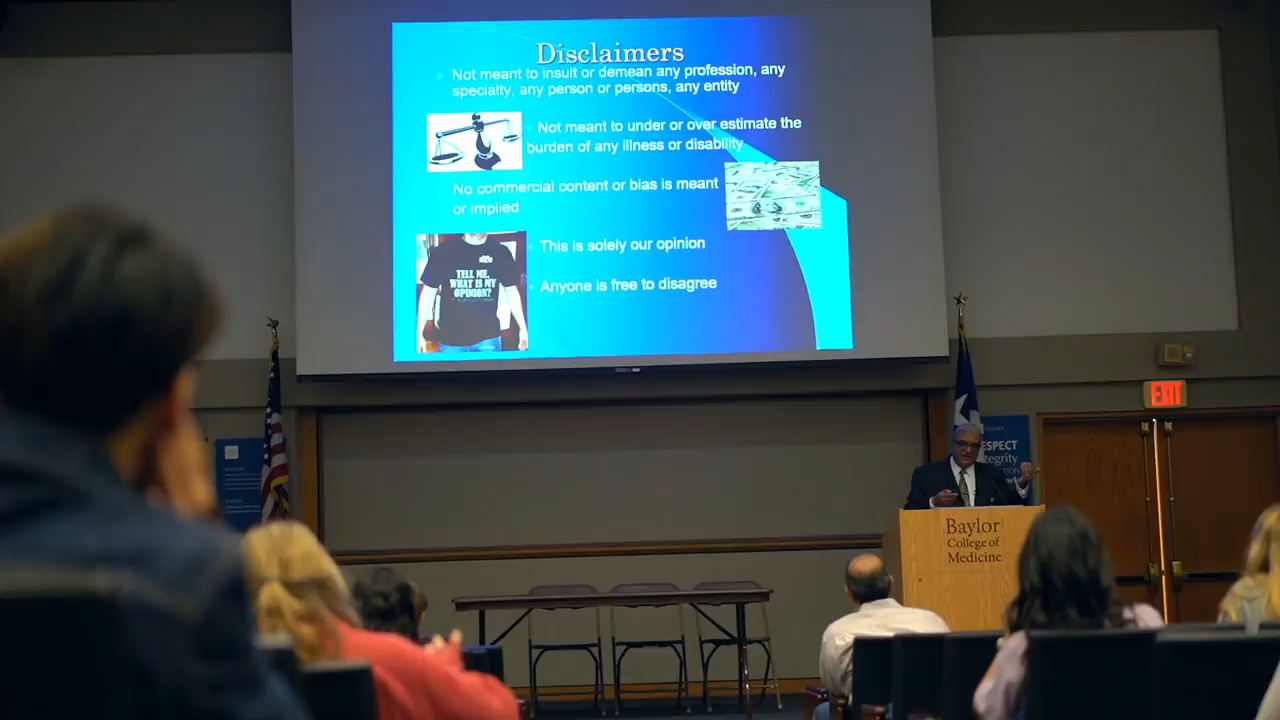 Disclaimers
Not meant to insult or demean any profession, any
specialty, any person or persons, any entity
Not meant to under or over estimate the
burden of any illness or disability
No commercial content or bias is meant
or implied
This is solely our opinion
Anyone is free to disagree
TELL ME,
WHAT IS MY
OPINION?
EXIT
ESPECT
tegrity
Baylor
College of
Medicine